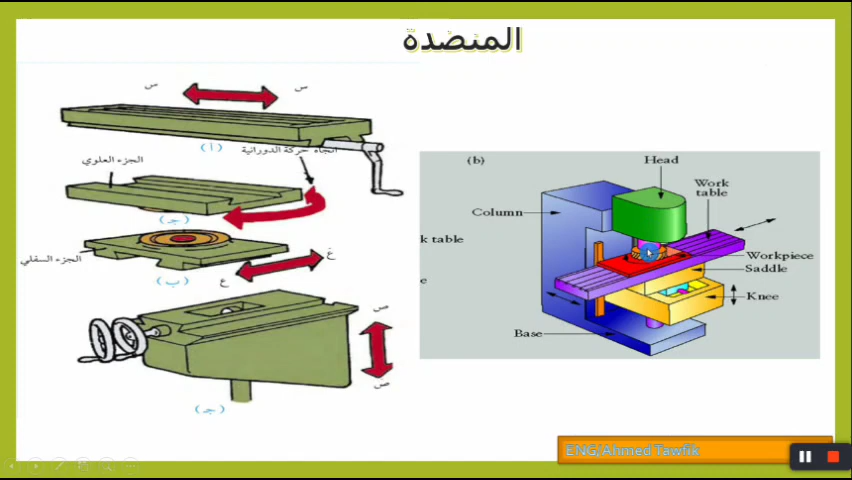 المنضدة
س
س
(أ)
اتجاه حركة الدورانية
الجزء العلوي
(جـ)
الجزء السفلي
غ
ع
(ب)
ص
ص
(جـ)
(b)
Head
Work
table
Column
k table
Workpiece
Saddle
e
Knee
Base
ENG/Ahmed Tawfik